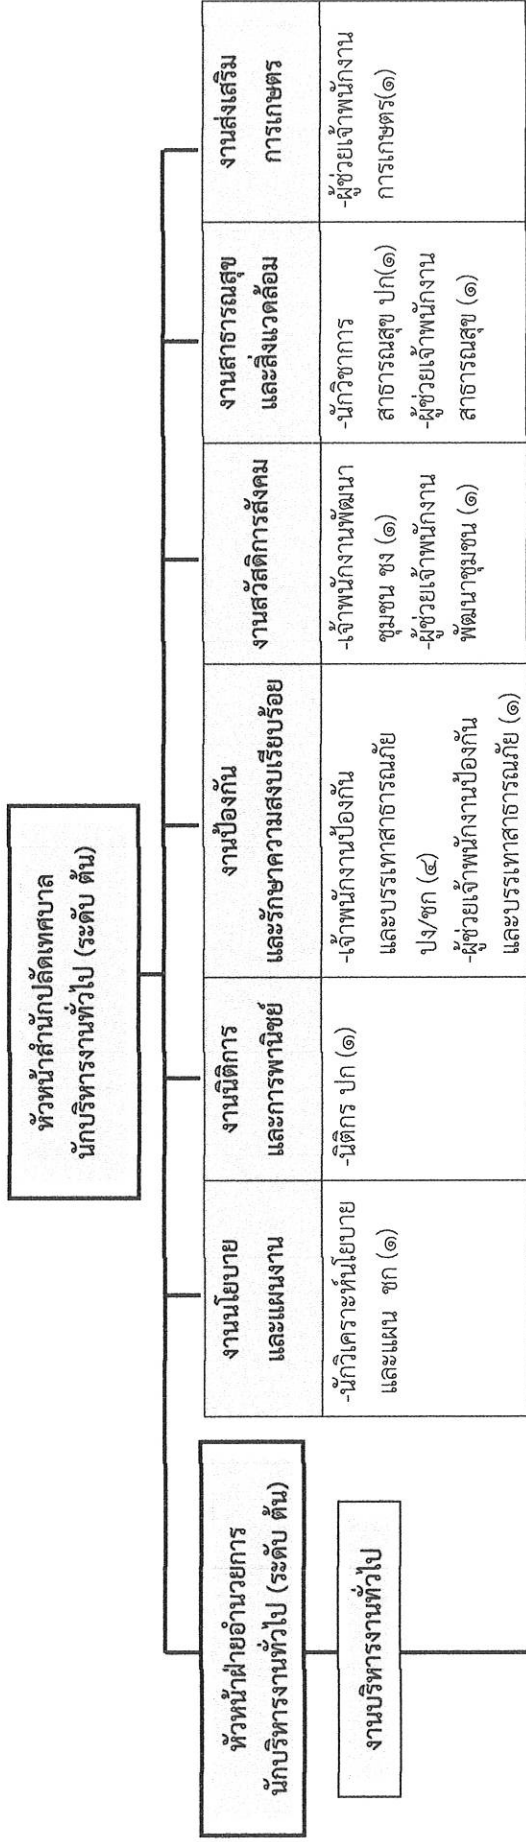 หัวหน้าสำนักปลัดเทศบาล
นักบริหารงานทั่วไป (ระดับ ต้น)
หัวหน้าฝ่ายอำนวยการ
นักบริหารงานทั่วไป (ระดับ ต้น)
งานบริหารงานทั่วไป
งานนโยบาย
และแผนงาน
-นักวิเคราะห์นโยบาย
และแผน ชก (๑)
งานนิติการ
และการพานิชย์
-นิติกร ปก (๑)
งานป้องกัน
และรักษาความสงบเรียบร้อย
-เจ้าพนักงานป้องกัน
และบรรเทาสาธารณภัย
ปง/ชก (๔)
-ผู้ช่วยเจ้าพนักงานป้องกัน
และบรรเทาสาธารณภัย (๑)
งานสวัสดิการสังคม
-เจ้าพนักงานพัฒนา
ชุมชน ชง (๑)
-ผู้ช่วยเจ้าพนักงาน
พัฒนาชุมชน (๑)
งานสาธารณสุข
และสิ่งแวดล้อม
-นักวิชาการ
สาธารณสุข ปก(๑)
-ผู้ช่วยเจ้าพนักงาน
สาธารณสุข (๑)
งานส่งเสริม
การเกษตร
-ผู้ช่วยเจ้าพนักงาน
การเกษตร(๑)